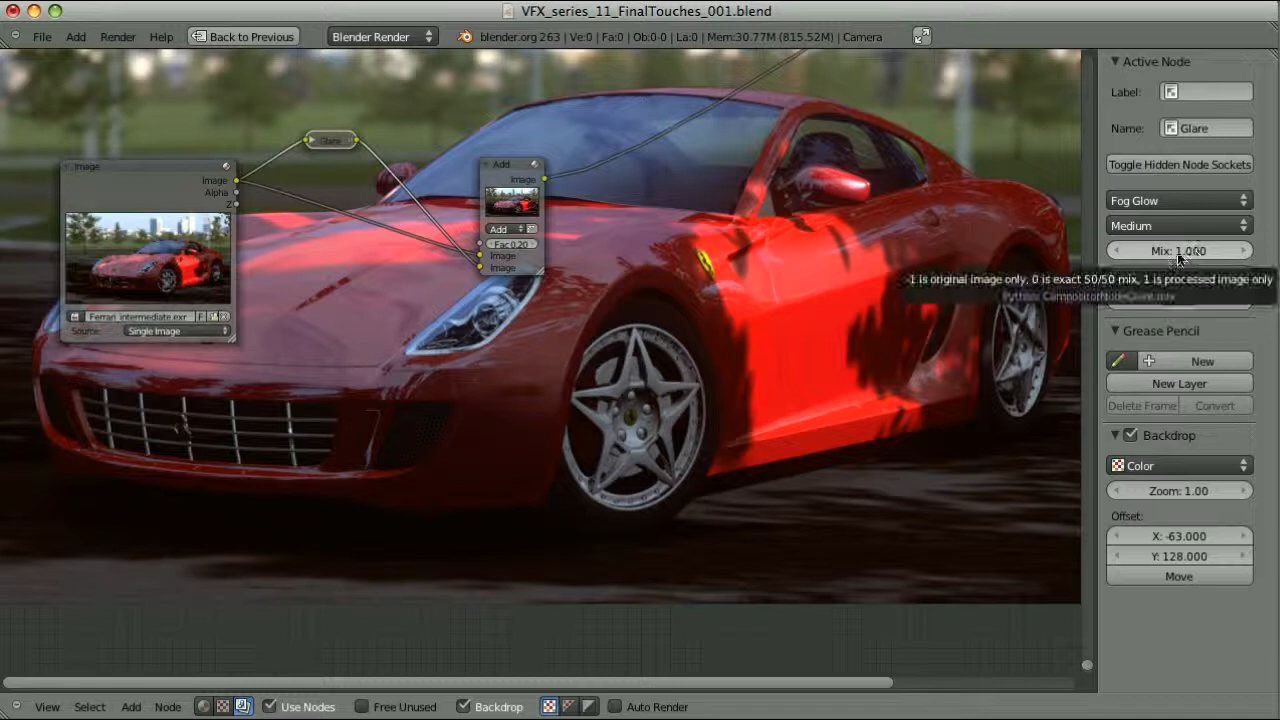 VFX_series_11_FinalTouches_001.blend
File Add Render Help Back to Previous Blender Render blender.org 263 | Ve:0 | Fa:0 | Ob:0-0 | La:0 | Mem:30.77M (815.52M) | Camera
Active Node
Label:
Name: Glare
Toggle Hidden Node Sockets
Fog Glow
Medium
Mix: 1.000
-1 is original image only, 0 is exact 50/50 mix, 1 is processed image only
Python: CompositorNodeGlare.mix
Grease Pencil
New
New Layer
Delete Frame Convert
Backdrop
Color
Zoom: 1.00
Offset:
X: -63.000
Y: 128.000
Move
Glare
Image
Image
Alpha
Z
Ferrari_intermediate.exr F
Source: Single Image
Add
Image
Add
Fac 0.20
Image
Image
View Select Add Node Use Nodes Free Unused Backdrop Auto Render